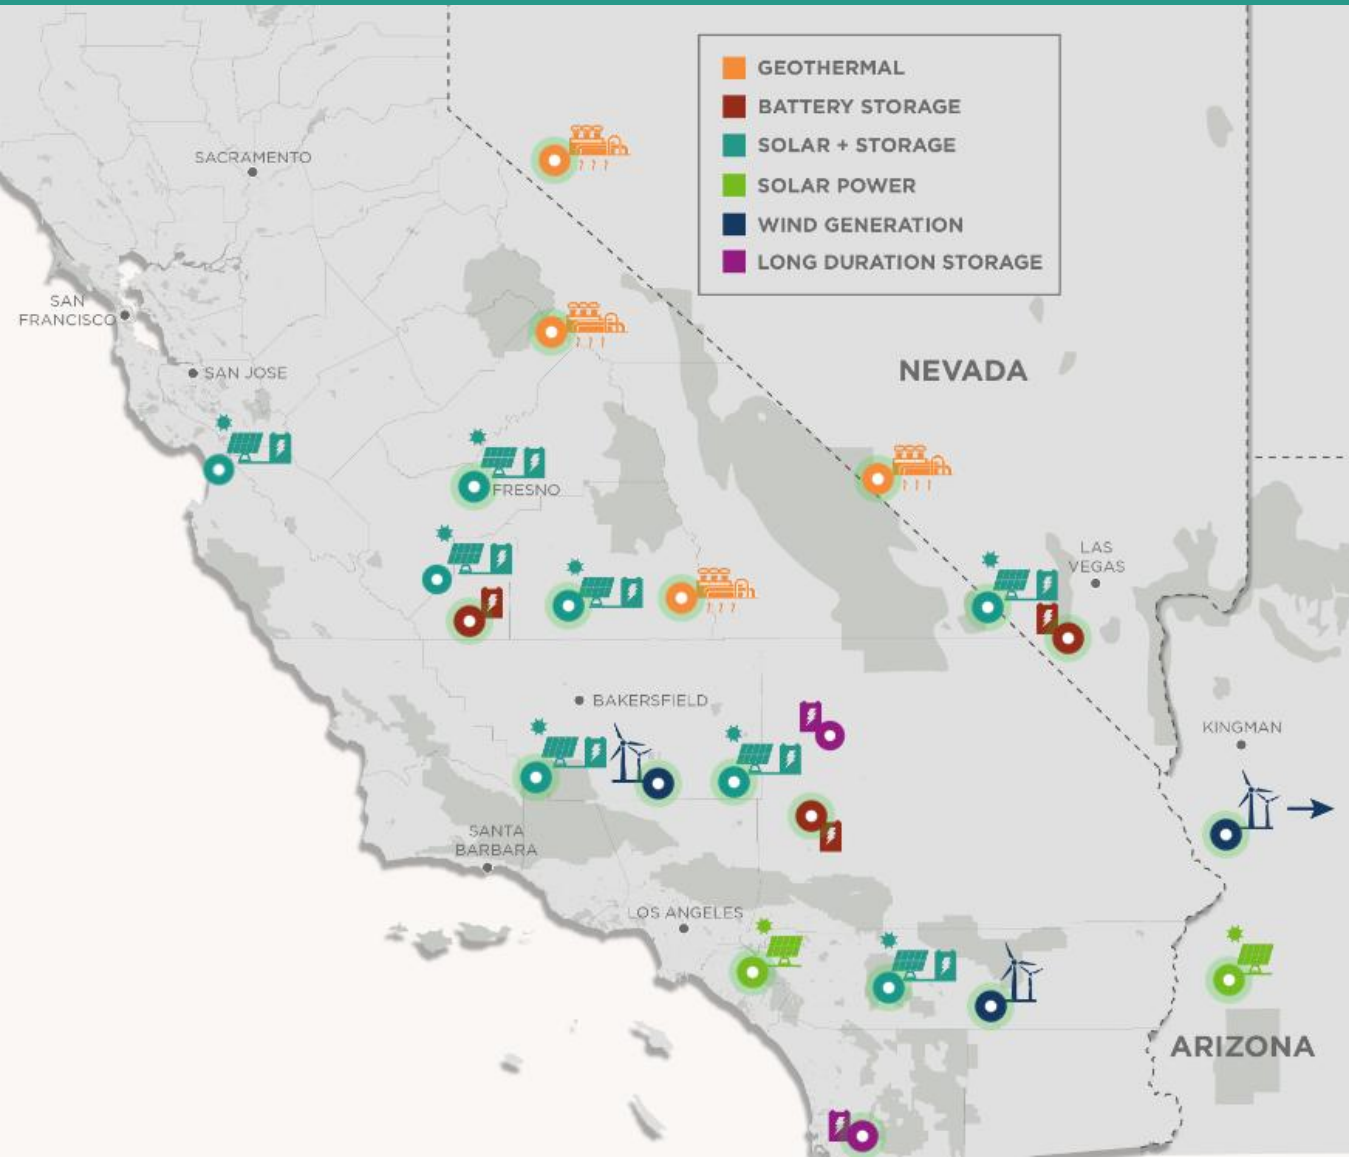 GEOTHERMAL
BATTERY STORAGE
SOLAR + STORAGE
SOLAR POWER
WIND GENERATION
LONG DURATION STORAGE
SACRAMENTO
SAN
FRANCISCO
SAN JOSE
NEVADA
FRESNO
LAS
VEGAS
BAKERSFIELD
KINGMAN
SANTA
BARBARA
LOS ANGELES
ARIZONA